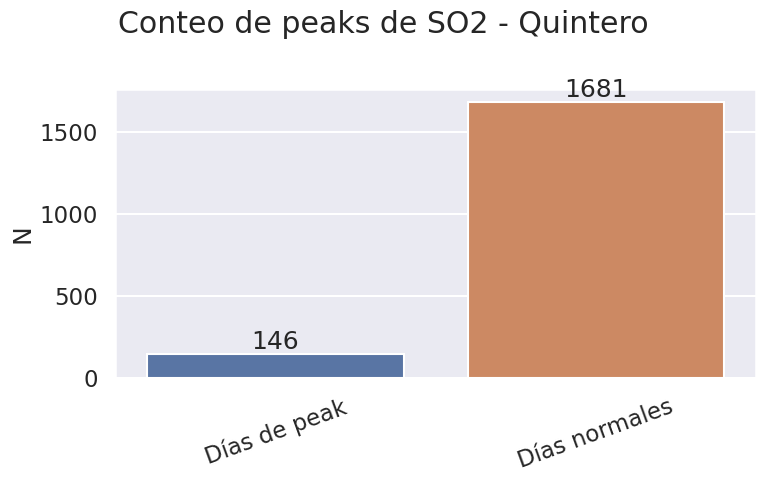 Conteo de peaks de SO2 - Quintero
1681
1500
1000
N
500
146
0
Días de peak
Días normales